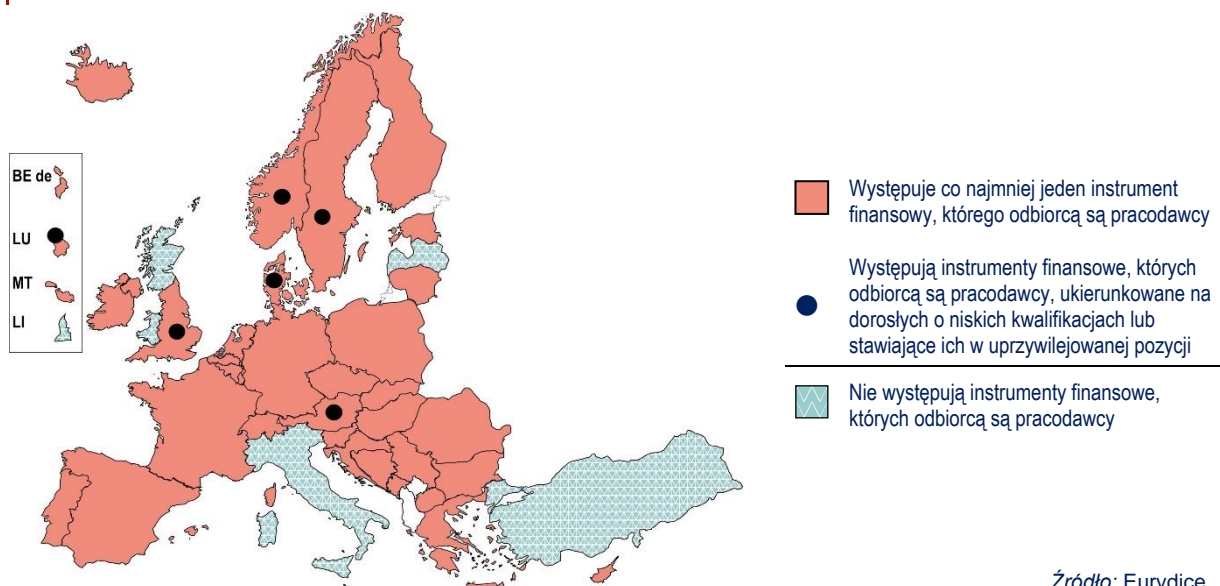 BE de
LU
MT
LI
Występuje co najmniej jeden instrument
finansowy, którego odbiorcą są pracodawcy
Występują instrumenty finansowe, których
odbiorcą są pracodawcy, ukierunkowane na
dorosłych o niskich kwalifikacjach lub
stawiające ich w uprzywilejowanej pozycji
Nie występują instrumenty finansowe,
których odbiorcą są pracodawcy
Źródło: Eurydice